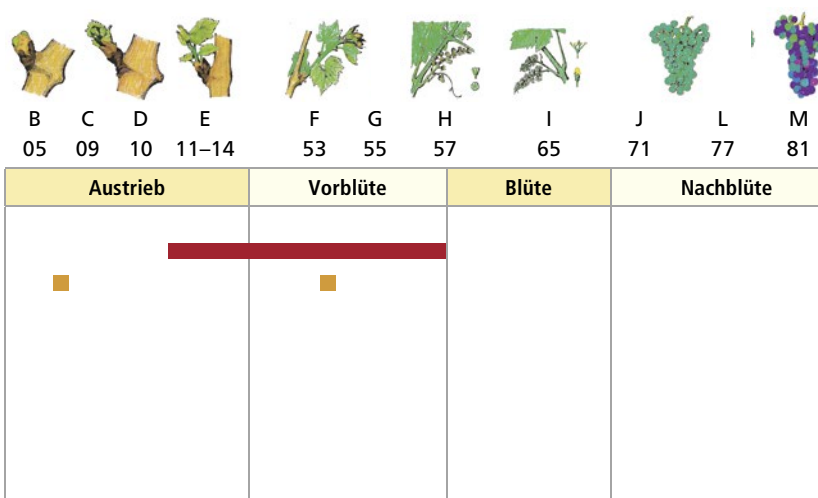 B C D E F G H I J L M
05 09 10 11–14 53 55 57 65 71 77 81
Austrieb Vorblüte Blüte Nachblüte